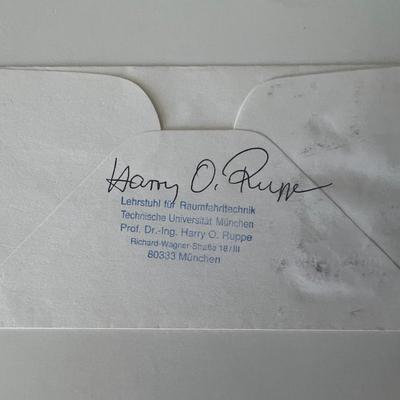 Harry O. Ruppe
Lehrstuhl für Raumfahrttechnik
Technische Universität München
Prof. Dr.-Ing. Harry O. Ruppe
Richard-Wagner-Straße 18/III
80333 München